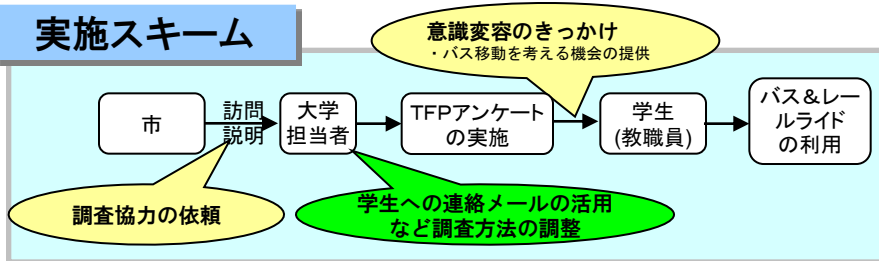 実施スキーム
意識変容のきっかけ
・バス移動を考える機会の提供
市
訪問
説明
大学
担当者
TFPアンケート
の実施
学生
(教職員)
バス&レー
ルライド
の利用
調査協力の依頼
学生への連絡メールの活用
など調査方法の調整